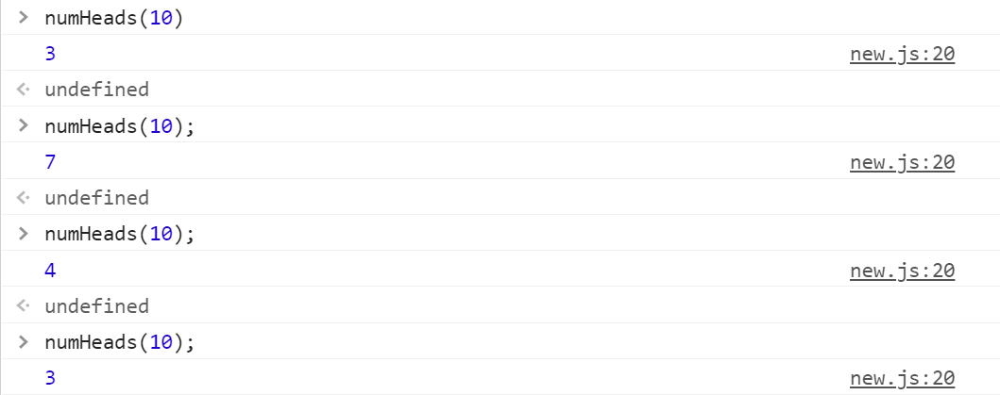 > numHeads(10)
3 new.js:20
undefined
> numHeads(10);
7 new.js:20
undefined
> numHeads(10);
4 new.js:20
undefined
> numHeads(10);
3 new.js:20